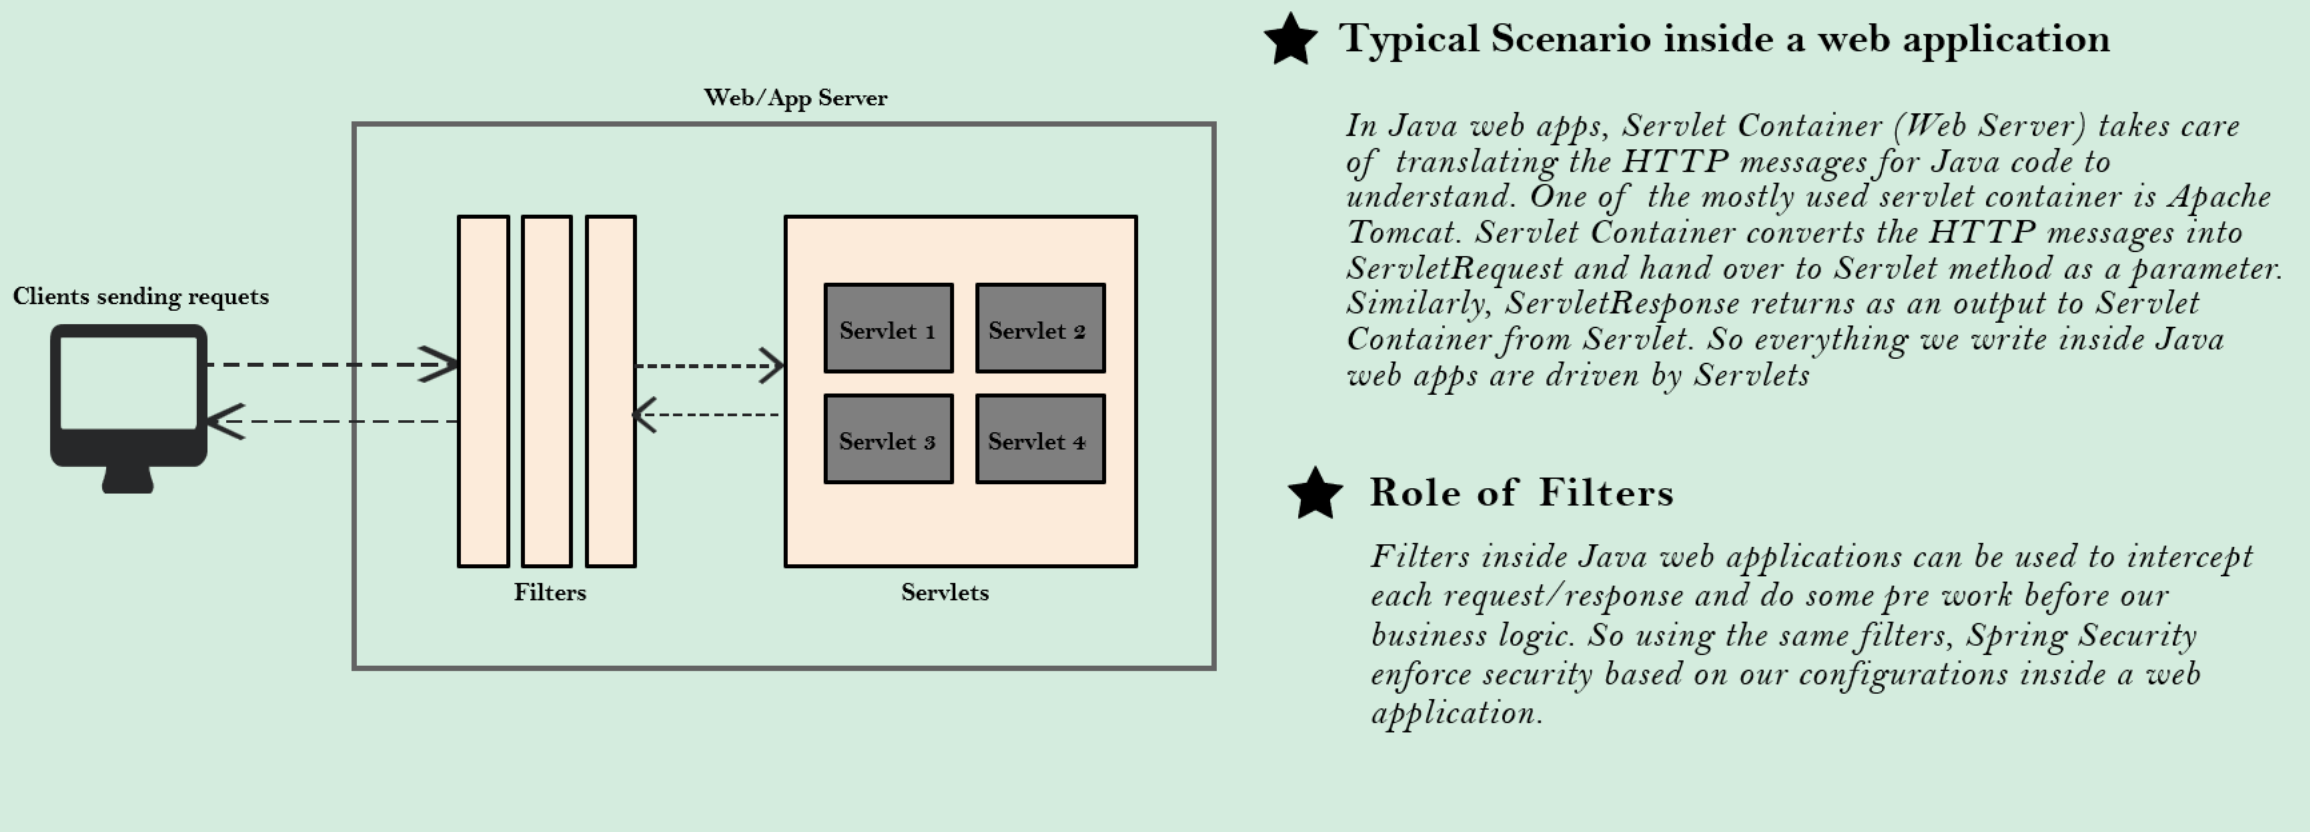 Typical Scenario inside a web application
Web/App Server
In Java web apps, Servlet Container (Web Server) takes care
of translating the HTTP messages for Java code to
understand. One of the mostly used servlet container is Apache
Tomcat. Servlet Container converts the HTTP messages into
ServletRequest and hand over to Servlet method as a parameter.
Similarly, ServletResponse returns as an output to Servlet
Container from Servlet. So everything we write inside Java
web apps are driven by Servlets
Clients sending requets
Servlet 1
Servlet 2
Servlet 3
Servlet 4
Filters
Servlets
Role of Filters
Filters inside Java web applications can be used to intercept
each request/response and do some pre work before our
business logic. So using the same filters, Spring Security
enforce security based on our configurations inside a web
application.